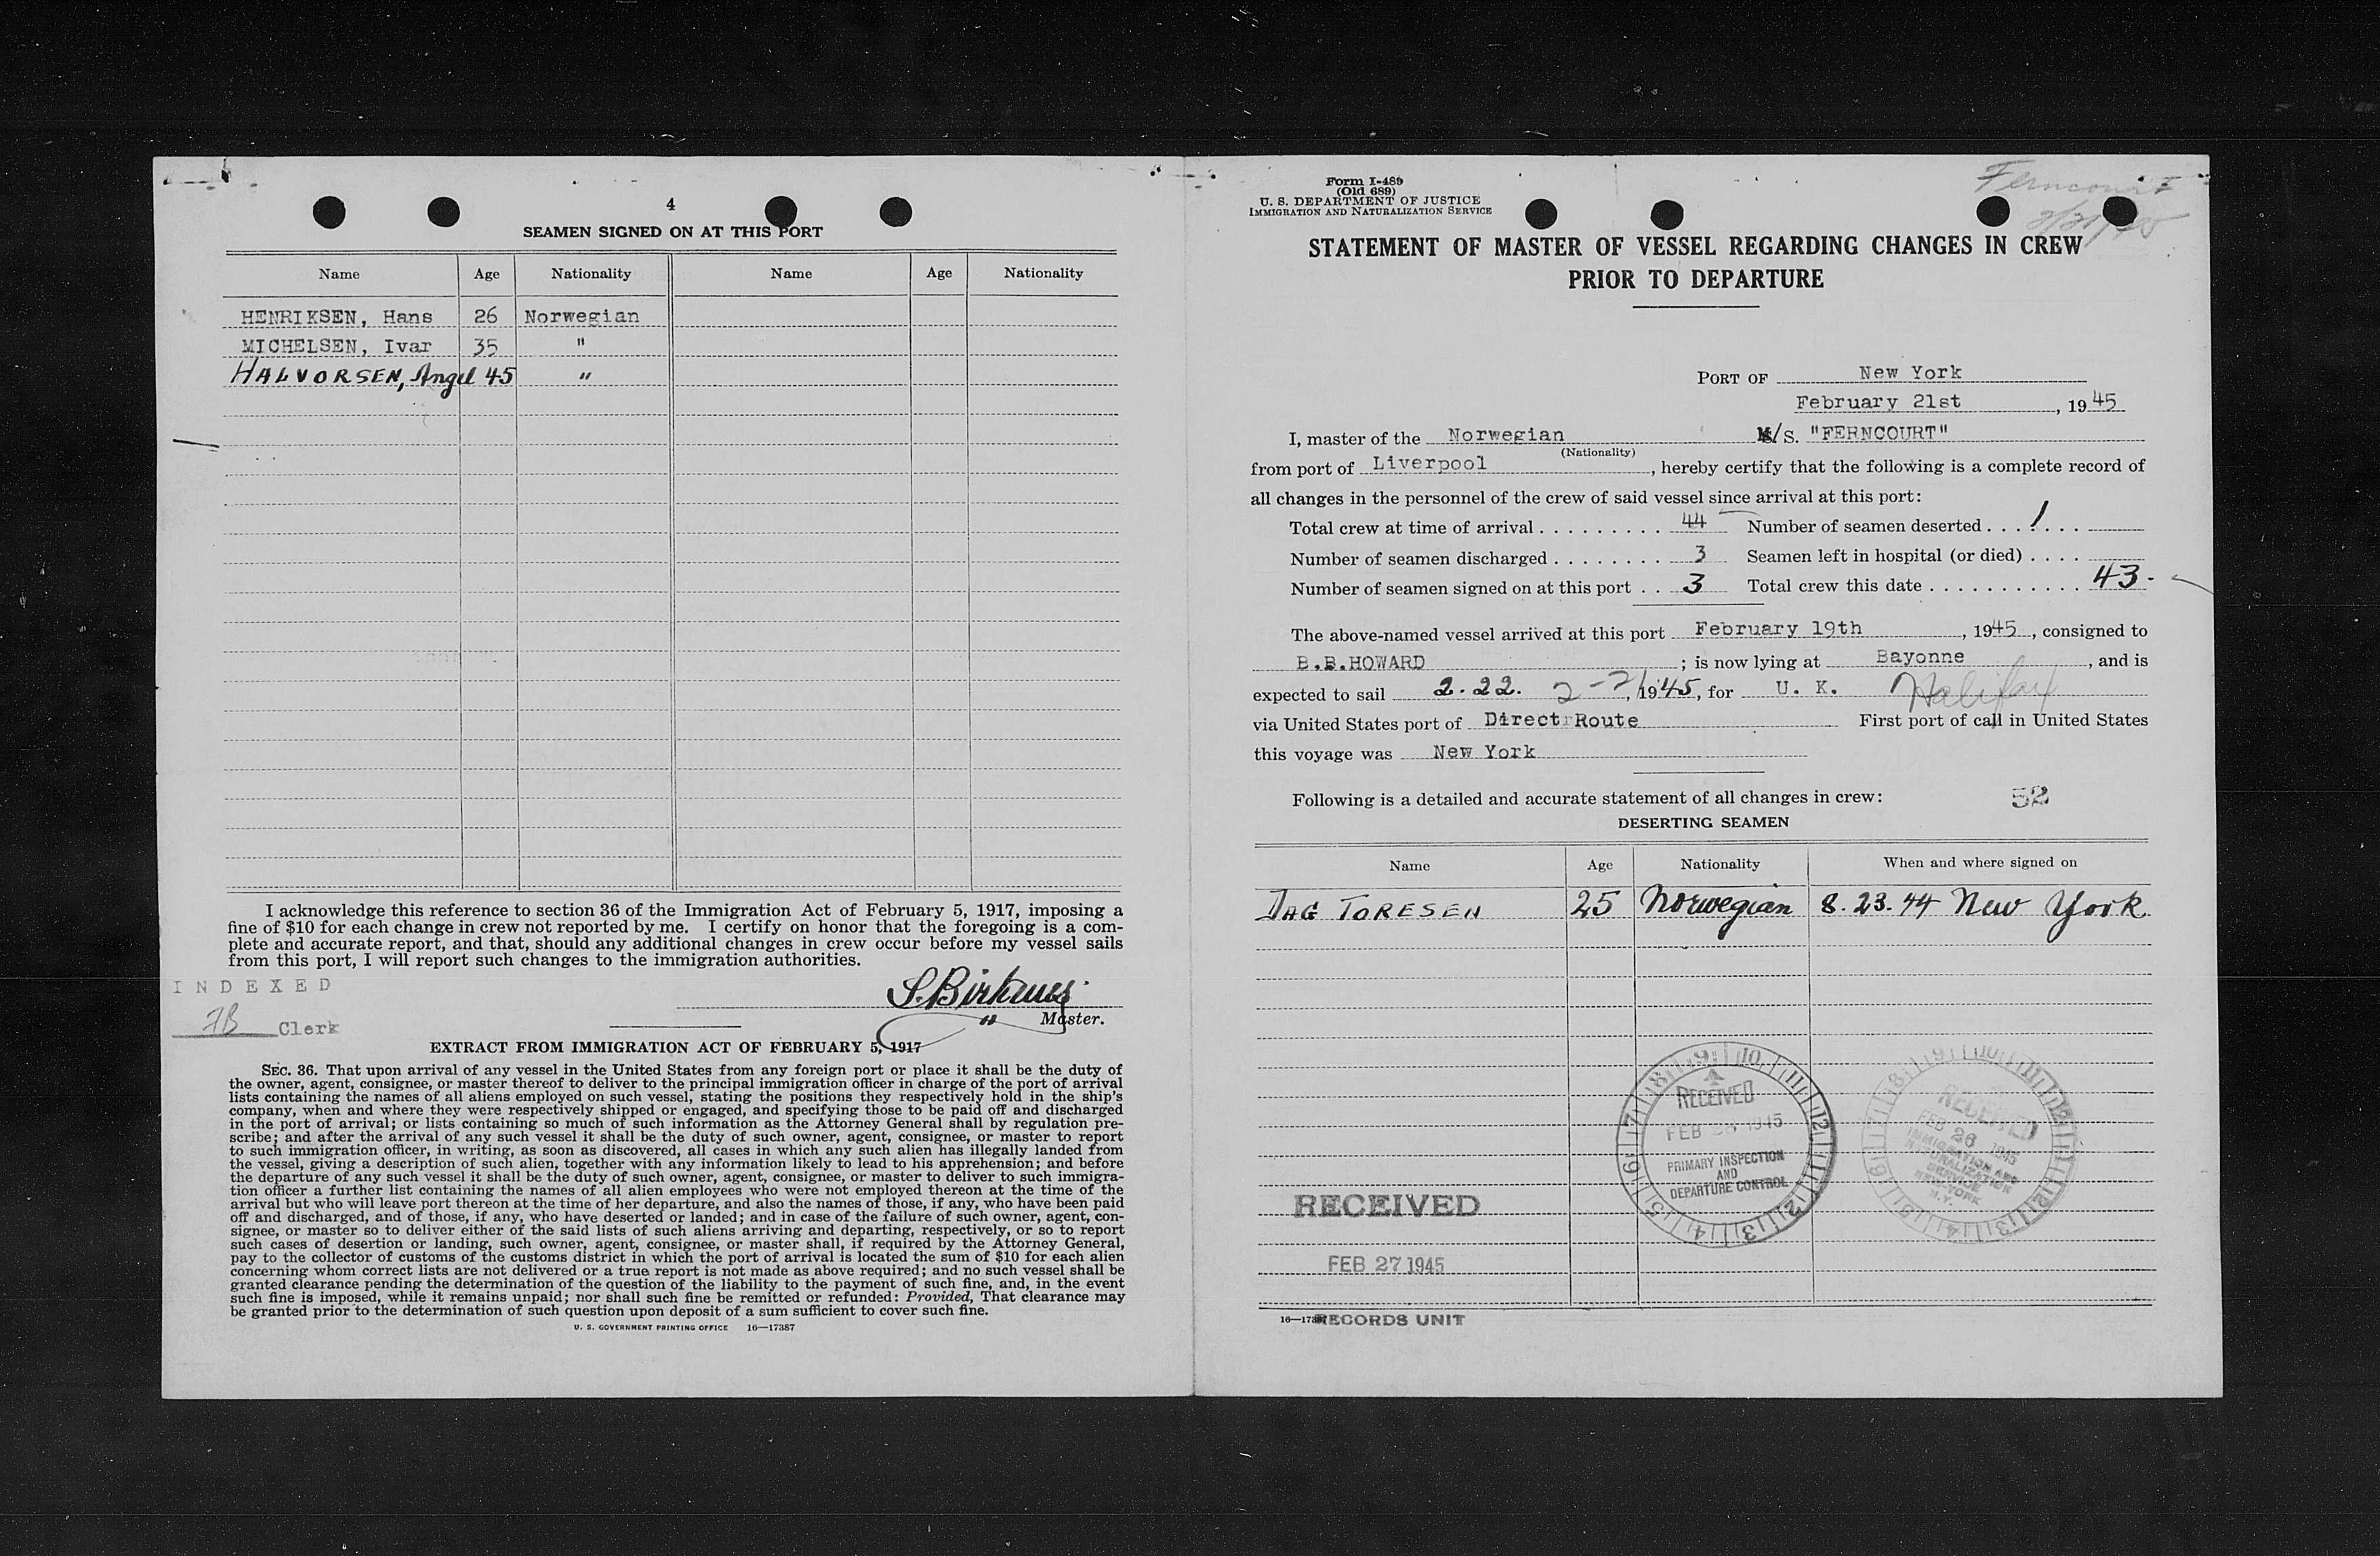 4
SEAMEN SIGNED ON AT THIS PORT
Name Age Nationality Name Age Nationality
HENRIKSEN, Hans 26 Norwegian
MICHELSEN, Ivar 35 "
HALVORSEN, Angel 45 "
I acknowledge this reference to section 36 of the Immigration Act of February 5, 1917, imposing a
fine of $10 for each change in crew not reported by me. I certify on honor that the foregoing is a com-
plete and accurate report, and that, should any additional changes in crew occur before my vessel sails
from this port, I will report such changes to the immigration authorities.
INDEXED
Clerk
Master.
EXTRACT FROM IMMIGRATION ACT OF FEBRUARY 5, 1917
SEC. 36. That upon arrival of any vessel in the United States from any foreign port or place it shall be the duty of
the owner, agent, consignee, or master thereof to deliver to the principal immigration officer in charge of the port of arrival
lists containing the names of all aliens employed on such vessel, stating the positions they respectively hold in the ship's
company, when and where they were respectively shipped or engaged, and specifying those to be paid off and discharged
in the port of arrival; or lists containing so much of such information as the Attorney General shall by regulation pre-
scribe; and after the arrival of any such vessel it shall be the duty of such owner, agent, consignee, or master to report
to such immigration officer, in writing, as soon as discovered, all cases in which any such alien has illegally landed from
the vessel, giving a description of such alien, together with any information likely to lead to his apprehension; and before
the departure of any such vessel it shall be the duty of such owner, agent, consignee, or master to deliver to such immigra-
tion officer a further list containing the names of all alien employees who were not employed thereon at the time of the
arrival but who will leave port thereon at the time of her departure, and also the names of those, if any, who have been paid
off and discharged, and of those, if any, who have deserted or landed; and in case of the failure of such owner, agent, con-
signee, or master so to deliver either of the said lists of such aliens arriving and departing, respectively, or so to report
such cases of desertion or landing, such owner, agent, consignee, or master shall, if required by the Attorney General,
pay to the collector of customs of the customs district in which the port of arrival is located the sum of $10 for each alien
concerning whom correct lists are not delivered or a true report is not made as above required; and no such vessel shall be
granted clearance pending the determination of the question of the liability to the payment of such fine, and, in the event
such fine is imposed, while it remains unpaid; nor shall such fine be remitted or refunded: Provided, That clearance may
be granted prior to the determination of such question upon deposit of a sum sufficient to cover such fine.
U. S. GOVERNMENT PRINTING OFFICE 16—17387
Form I-489
(Old 689)
U. S. DEPARTMENT OF JUSTICE
IMMIGRATION AND NATURALIZATION SERVICE
Ferncourt
STATEMENT OF MASTER OF VESSEL REGARDING CHANGES IN CREW
PRIOR TO DEPARTURE
PORT OF New York
February 21st, 1945
I, master of the Norwegian M/S. "FERNCOURT"
(Nationality)
from port of Liverpool, hereby certify that the following is a complete record of
all changes in the personnel of the crew of said vessel since arrival at this port:
Total crew at time of arrival . . . . . . . . . . 44 Number of seamen deserted . . . 1 . . .
Number of seamen discharged . . . . . . . . . 3 Seamen left in hospital (or died) . . . .
Number of seamen signed on at this port . . 3 Total crew this date . . . . . . . . . . . 43.
The above-named vessel arrived at this port February 19th, 1945, consigned to
B.B.HOWARD; is now lying at Bayonne, and is
expected to sail 2.22. 1945, for U. K. Halifax
via United States port of Direct Route First port of call in United States
this voyage was New York
Following is a detailed and accurate statement of all changes in crew: 52
DESERTING SEAMEN
Name Age Nationality When and where signed on
DAG TORESEN 25 Norwegian 8.23.44 New York
RECEIVED
FEB 1945
PRIMARY INSPECTION
AND
DEPARTURE CONTROL
RECEIVED
FEB 26 1945
IMMIGRATION AND
NATURALIZATION
SERVICE
NEW YORK
N.Y.
RECEIVED
FEB 27 1945
16—17387 RECORDS UNIT